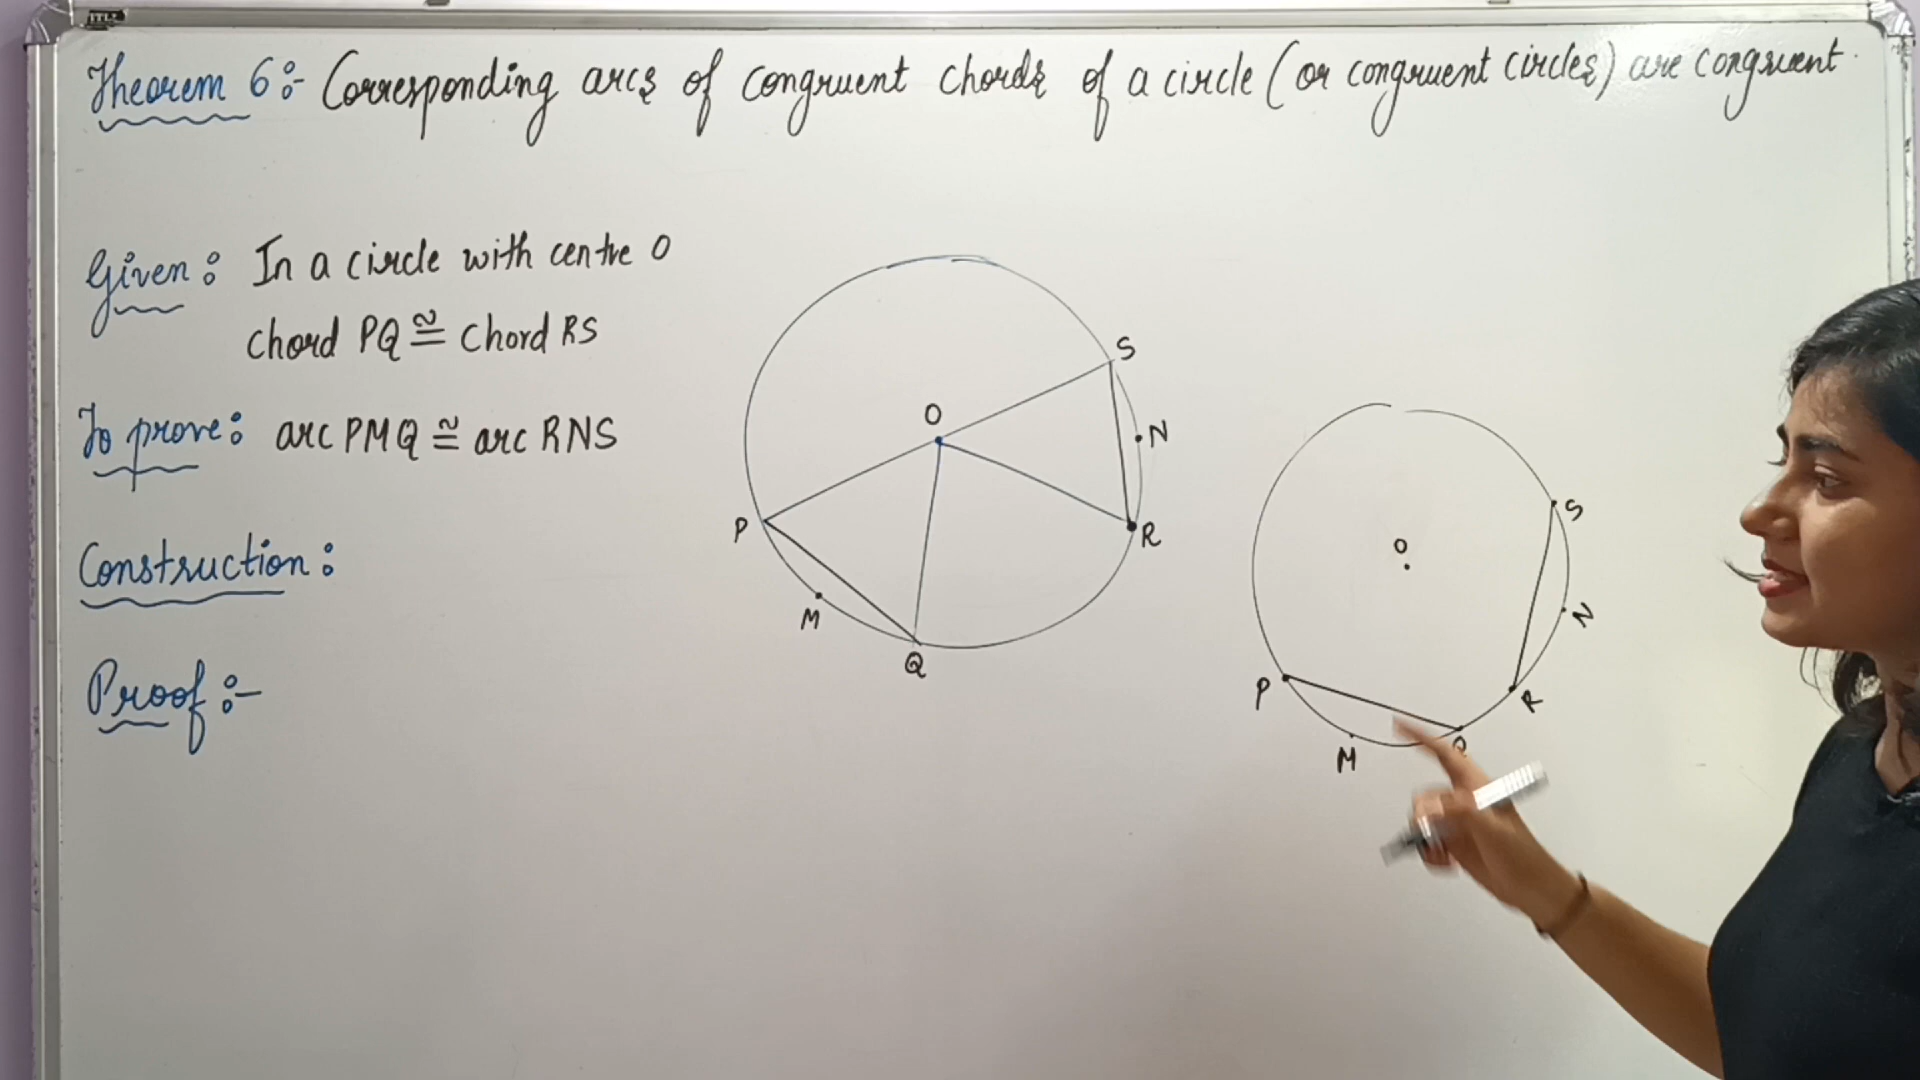 Theorem 6:- Corresponding arcs of congruent chords of a circle (or congruent circles) are congruent.
Given: In a circle with centre O
chord PQ ≅ chord RS
To prove: arc PMQ ≅ arc RNS
Construction:
Proof:-
S
O
N
P
R
M
Q
S
O
N
P
R
M
Q